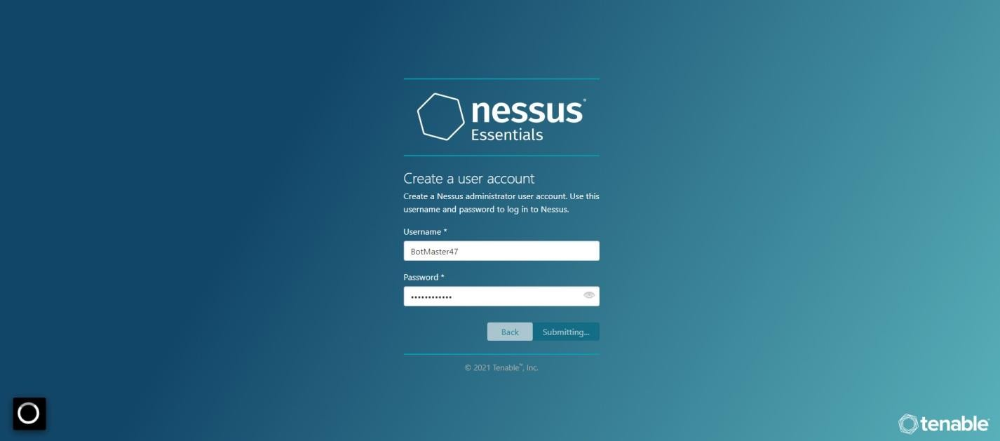 nessus®
Essentials
Create a user account
Create a Nessus administrator user account. Use this
username and password to log in to Nessus.
Username *
BotMaster47
Password *
••••••••••••
Back
Submitting...
© 2021 Tenable™, Inc.
tenable®